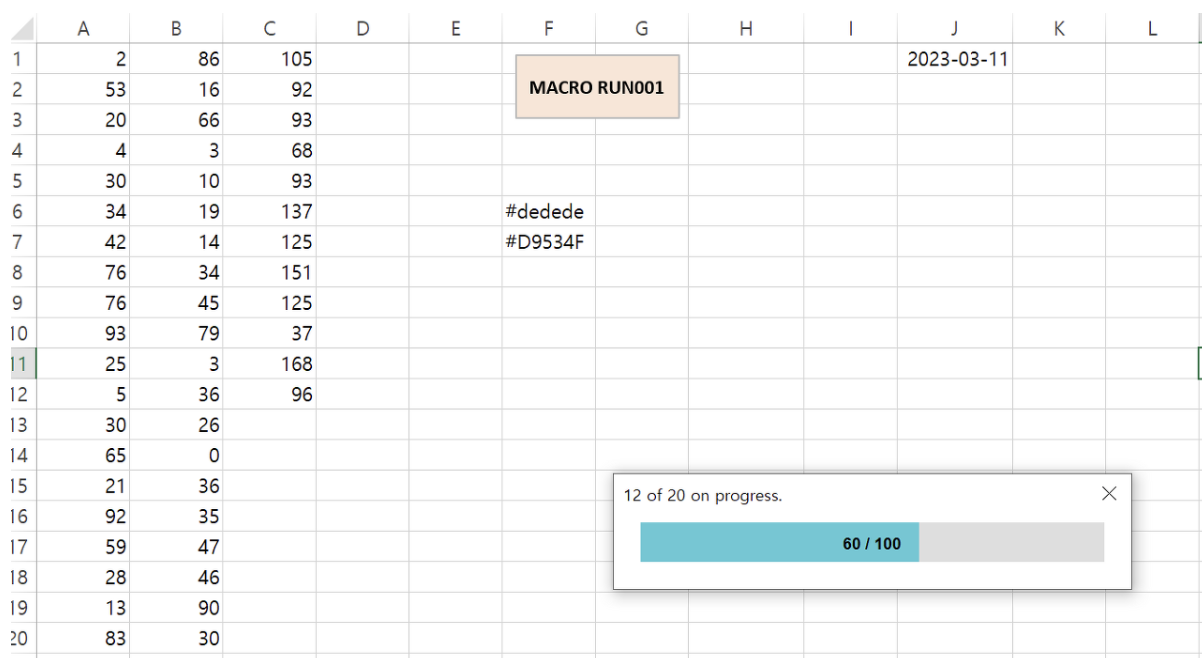 A B C D E F G H I J K L
1 2 86 105 MACRO RUN001 2023-03-11
2 53 16 92
3 20 66 93
4 4 3 68
5 30 10 93
6 34 19 137 #dedede
7 42 14 125 #D9534F
8 76 34 151
9 76 45 125
10 93 79 37
11 25 3 168
12 5 36 96
13 30 26
14 65 0
15 21 36
12 of 20 on progress.
16 92 35
17 59 47
60 / 100
18 28 46
19 13 90
20 83 30